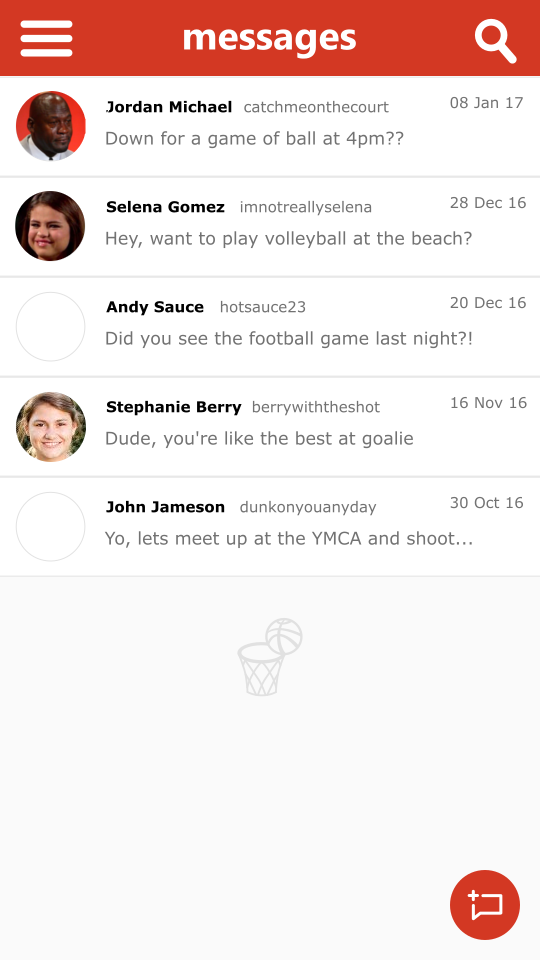 messages
Jordan Michael catchmeonthecourt 08 Jan 17
Down for a game of ball at 4pm??
Selena Gomez imnotreallyselena 28 Dec 16
Hey, want to play volleyball at the beach?
Andy Sauce hotsauce23 20 Dec 16
Did you see the football game last night?!
Stephanie Berry berrywiththeshot 16 Nov 16
Dude, you're like the best at goalie
John Jameson dunkonyouanyday 30 Oct 16
Yo, lets meet up at the YMCA and shoot...